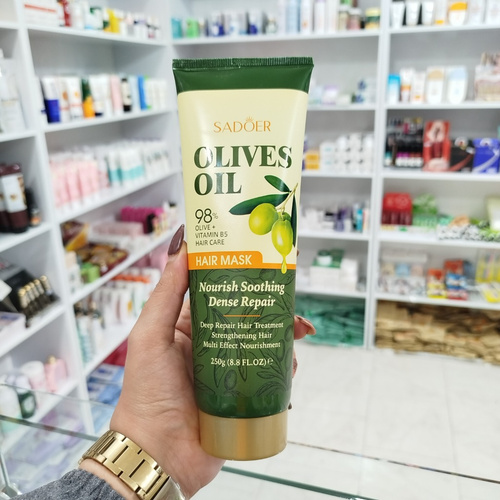 SADOER
OLIVES
OIL
98%
OLIVE +
VITAMIN B5
HAIR CARE
HAIR MASK
Nourish Soothing
Dense Repair
Deep Repair Hair Treatment
Strengthening Hair
Multi Effect Nourishment
250g (8.8 FL.OZ) e